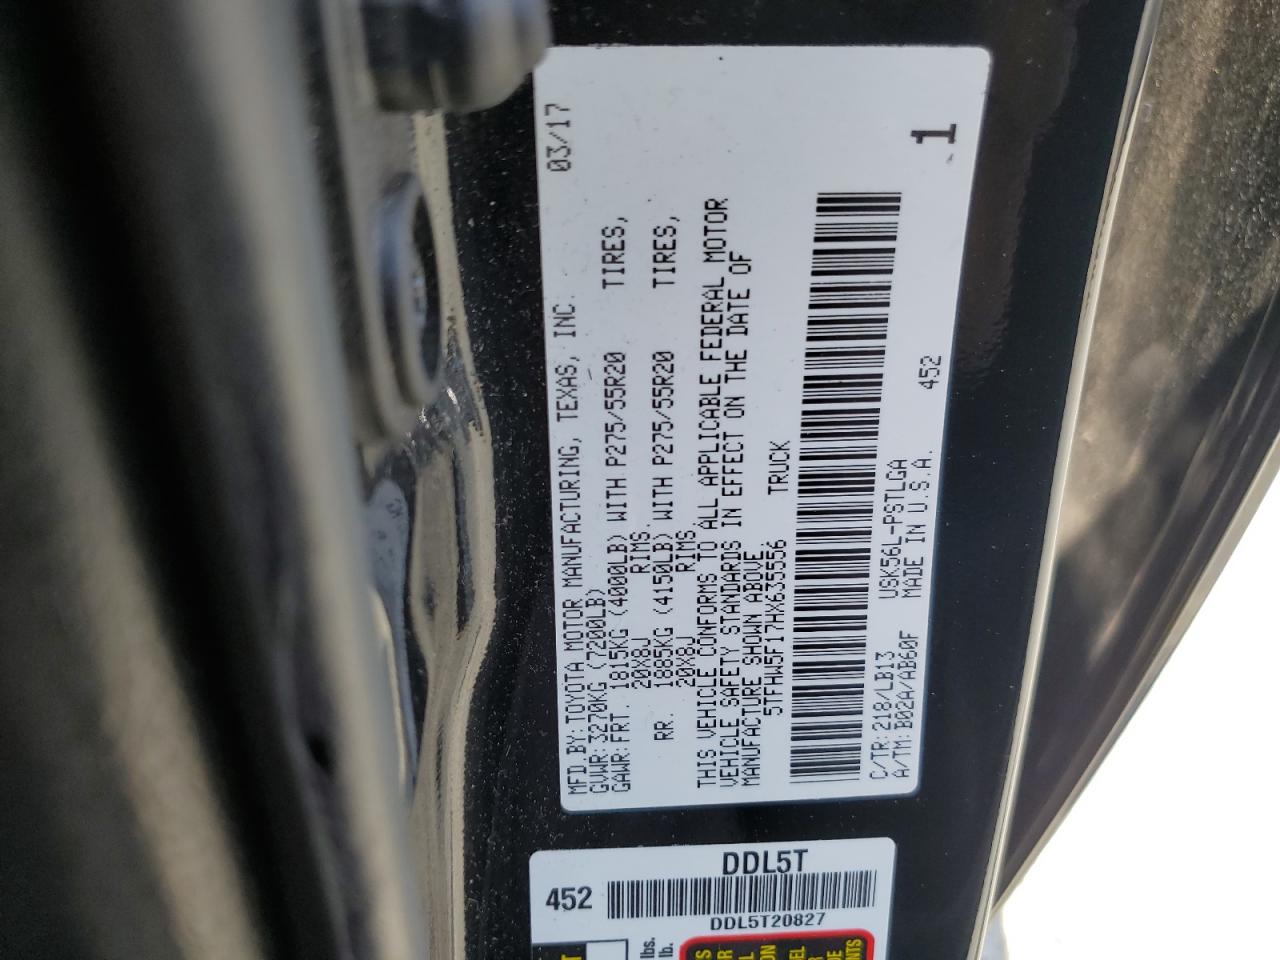 MFD.BY:TOYOTA MOTOR MANUFACTURING, TEXAS, INC. 03/17
GVWR:3270KG (7200LB)
GAWR:FRT. 1815KG (4000LB) WITH P275/55R20 TIRES,
20X8J RIMS.
RR. 1885KG (4150LB) WITH P275/55R20 TIRES,
20X8J RIMS
THIS VEHICLE CONFORMS TO ALL APPLICABLE FEDERAL MOTOR
VEHICLE SAFETY STANDARDS IN EFFECT ON THE DATE OF
MANUFACTURE SHOWN ABOVE
5TFHW5F17HX635556 TRUCK
C/TR:218/LB13 USK56L-PSTLGA 452
A/TM:B02A/AB60F MADE IN U.S.A.
1
DDL5T
452
DDL5T20827
lbs.
lb.